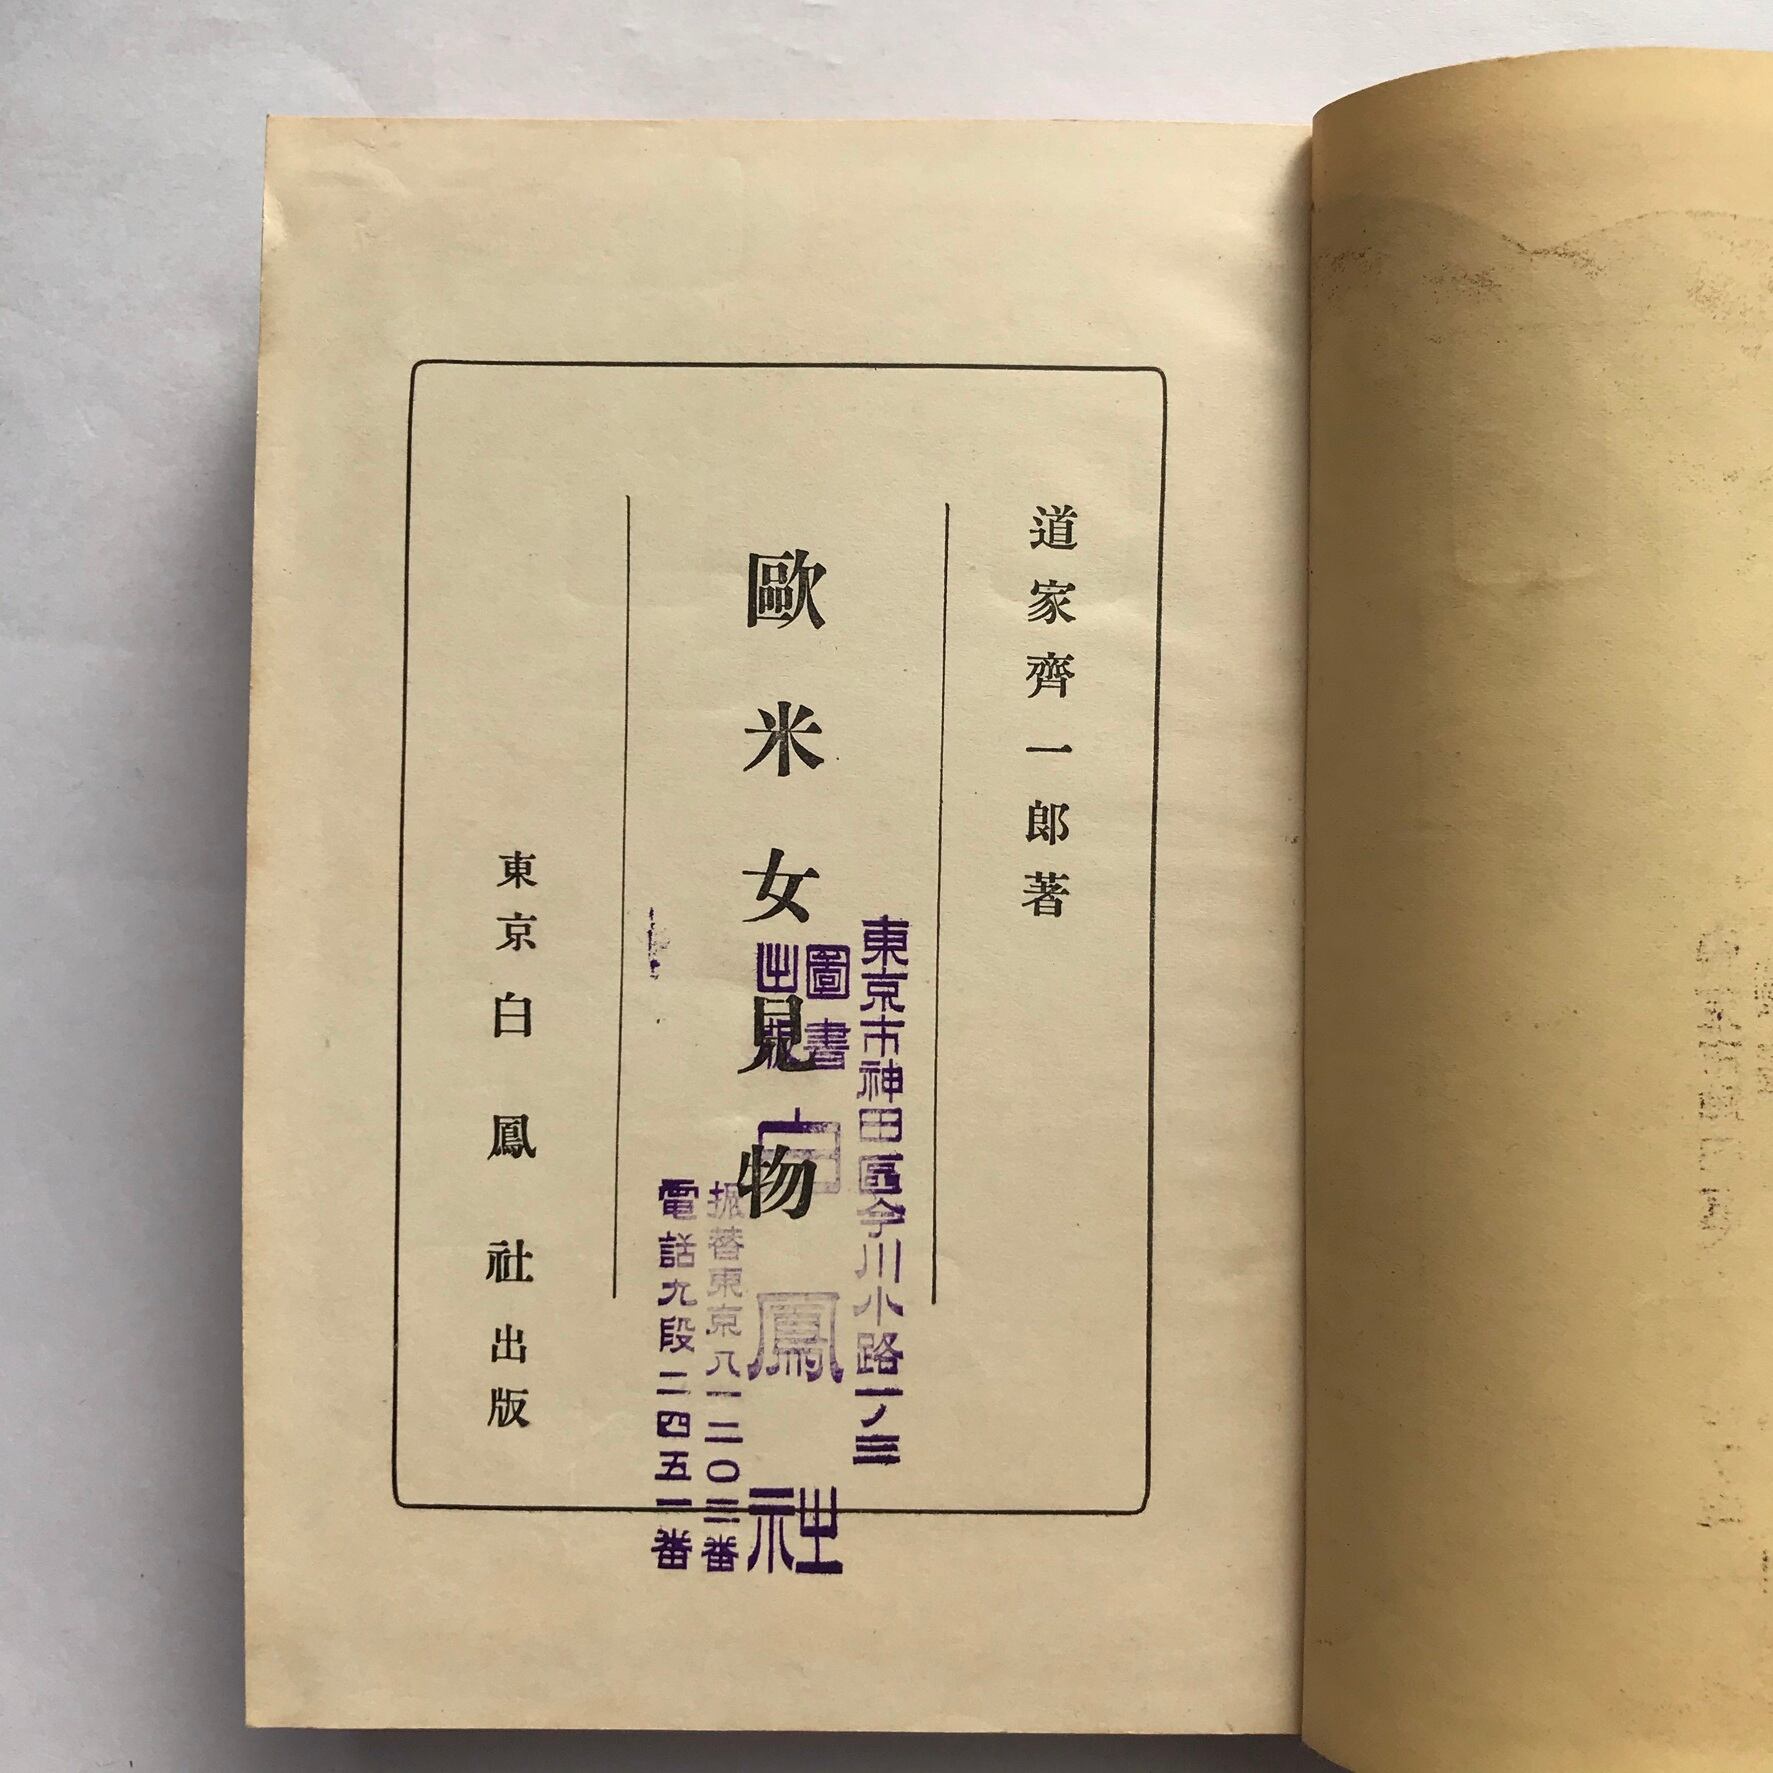 道家齊一郎著
歐米女見物
東京白鳳社出版
東京市神田區今川小路一ノ三
圖書
出版
白鳳社
振替東京八一二〇三番
電話九段二四五一番